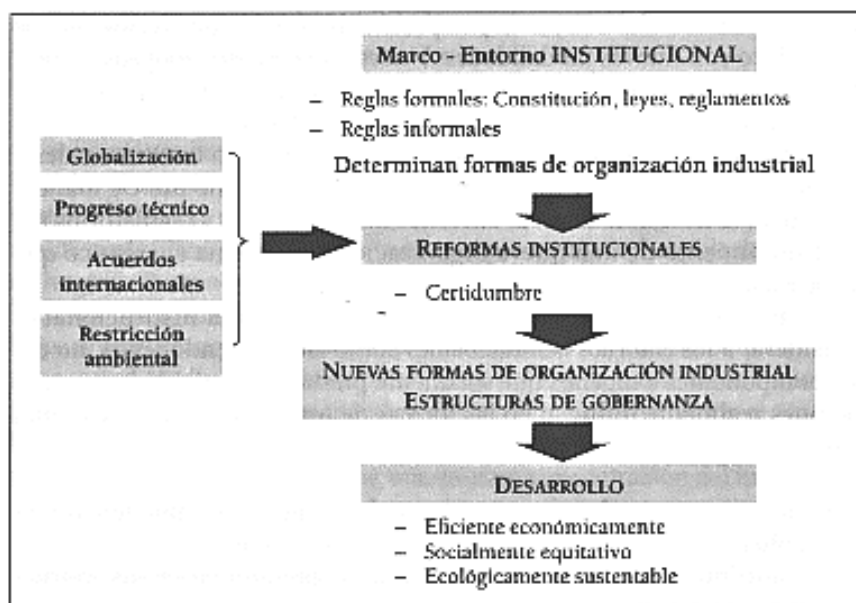 Marco - Entorno INSTITUCIONAL
– Reglas formales: Constitución, leyes, reglamentos
– Reglas informales
Determinan formas de organización industrial
Globalización
Progreso técnico
Acuerdos
internacionales
Restricción
ambiental
REFORMAS INSTITUCIONALES
– Certidumbre
NUEVAS FORMAS DE ORGANIZACIÓN INDUSTRIAL
ESTRUCTURAS DE GOBERNANZA
DESARROLLO
– Eficiente económicamente
– Socialmente equitativo
– Ecológicamente sustentable